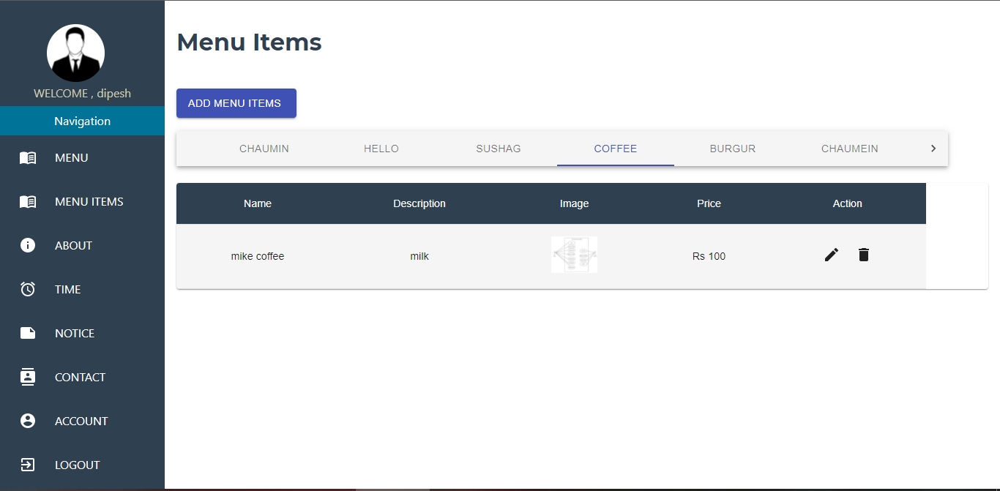 WELCOME , dipesh
Navigation
MENU
MENU ITEMS
ABOUT
TIME
NOTICE
CONTACT
ACCOUNT
LOGOUT
Menu Items
ADD MENU ITEMS
CHAUMIN HELLO SUSHAG COFFEE BURGUR CHAUMEIN
Name Description Image Price Action
mike coffee milk Rs 100